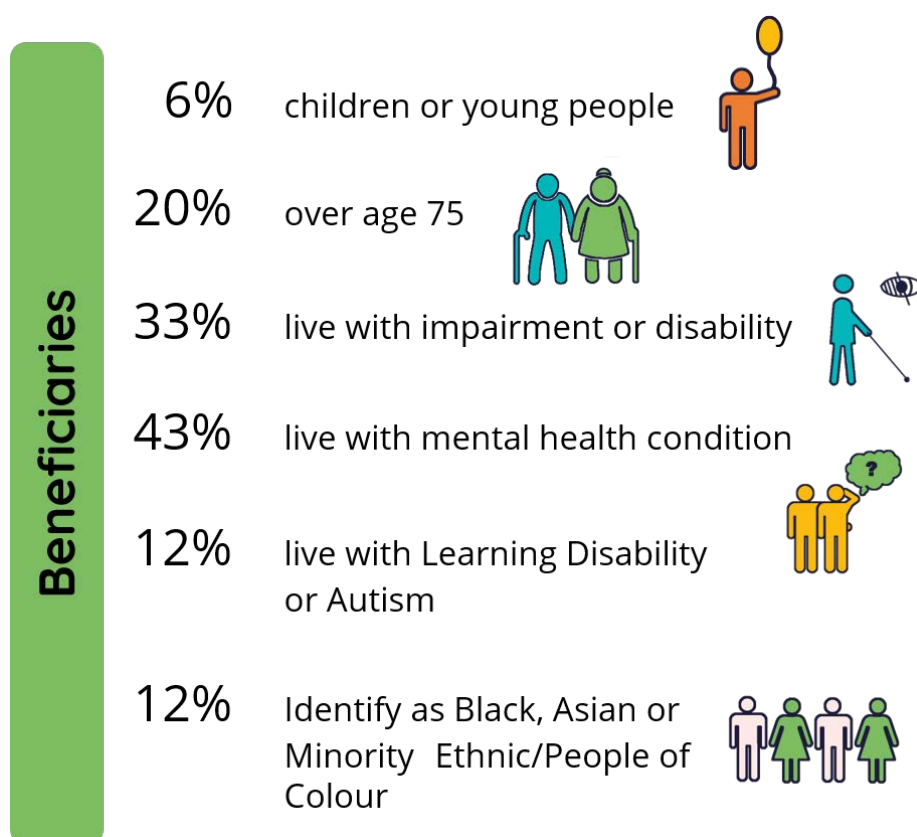 Beneficiaries
6% children or young people
20% over age 75
33% live with impairment or disability
43% live with mental health condition
?
12% live with Learning Disability
or Autism
12% Identify as Black, Asian or
Minority Ethnic/People of
Colour